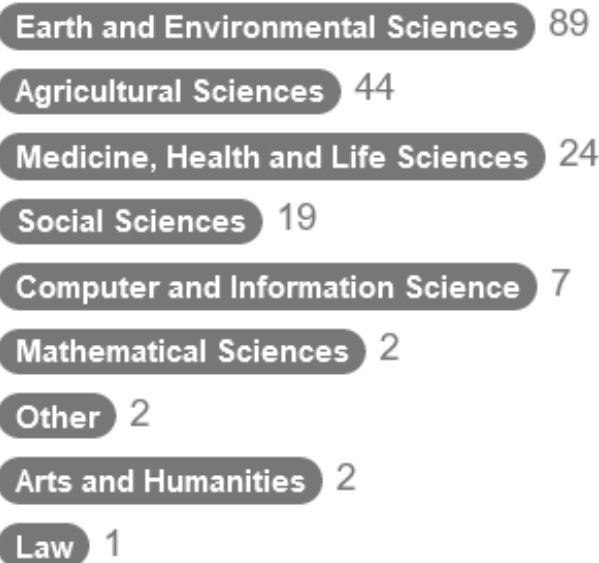 Earth and Environmental Sciences 89
Agricultural Sciences 44
Medicine, Health and Life Sciences 24
Social Sciences 19
Computer and Information Science 7
Mathematical Sciences 2
Other 2
Arts and Humanities 2
Law 1